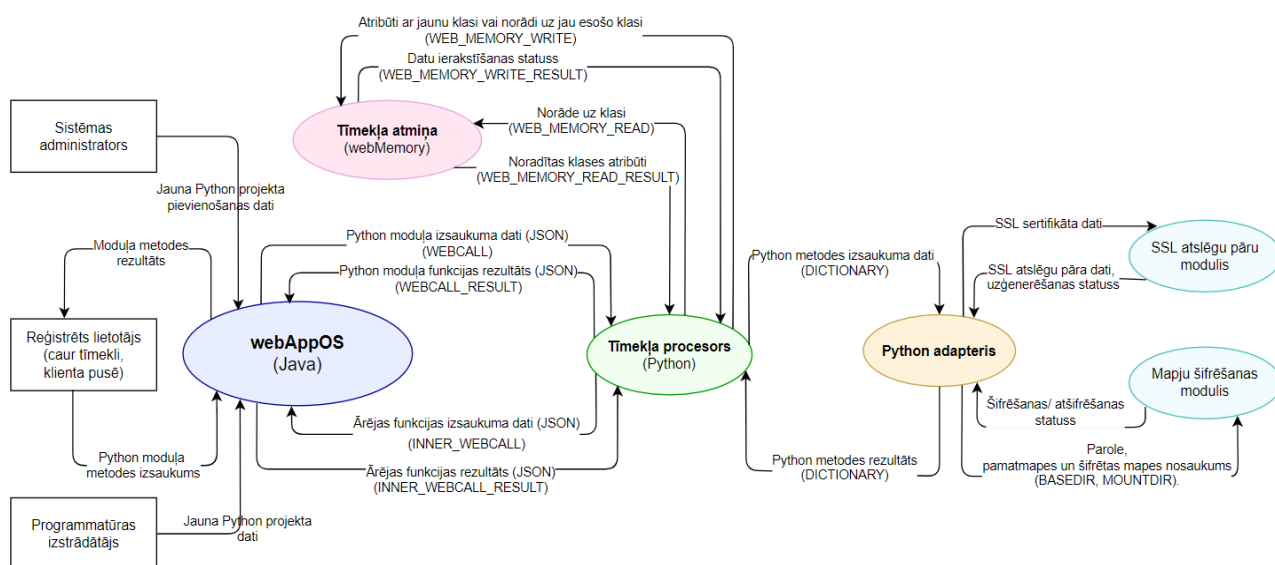 Atribūti ar jaunu klasi vai norādi uz jau esošo klasi
(WEB_MEMORY_WRITE)
Datu ierakstīšanas statuss
(WEB_MEMORY_WRITE_RESULT)
Sistēmas
administrators
Tīmekļa atmiņa
(webMemory)
Norāde uz klasi
(WEB_MEMORY_READ)
Noradītas klases atribūti
(WEB_MEMORY_READ_RESULT)
Jauna Python projekta
pievienošanas dati
Moduļa metodes
rezultāts
Python moduļa izsaukuma dati (JSON)
(WEBCALL)
Python moduļa funkcijas rezultāts (JSON)
(WEBCALL_RESULT)
Python metodes izsaukuma dati
(DICTIONARY)
SSL sertifikāta dati
SSL atslēgu pāru
modulis
SSL atslēgu pāra dati,
uzģenerēšanas statuss
Reģistrēts lietotājs
(caur tīmekli,
klienta pusē)
webAppOS
(Java)
Tīmekļa procesors
(Python)
Python adapteris
Mapju šifrēšanas
modulis
Šifrēšanas/ atšifrēšanas
statuss
Ārējas funkcijas izsaukuma dati (JSON)
(INNER_WEBCALL)
Python moduļa
metodes izsaukums
Ārējas funkcijas rezultāts (JSON)
(INNER_WEBCALL_RESULT)
Python metodes rezultāts
(DICTIONARY)
Parole,
pamatmapes un šifrētas mapes nosaukums
(BASEDIR, MOUNTDIR).
Programmatūras
izstrādātājs
Jauna Python projekta
dati